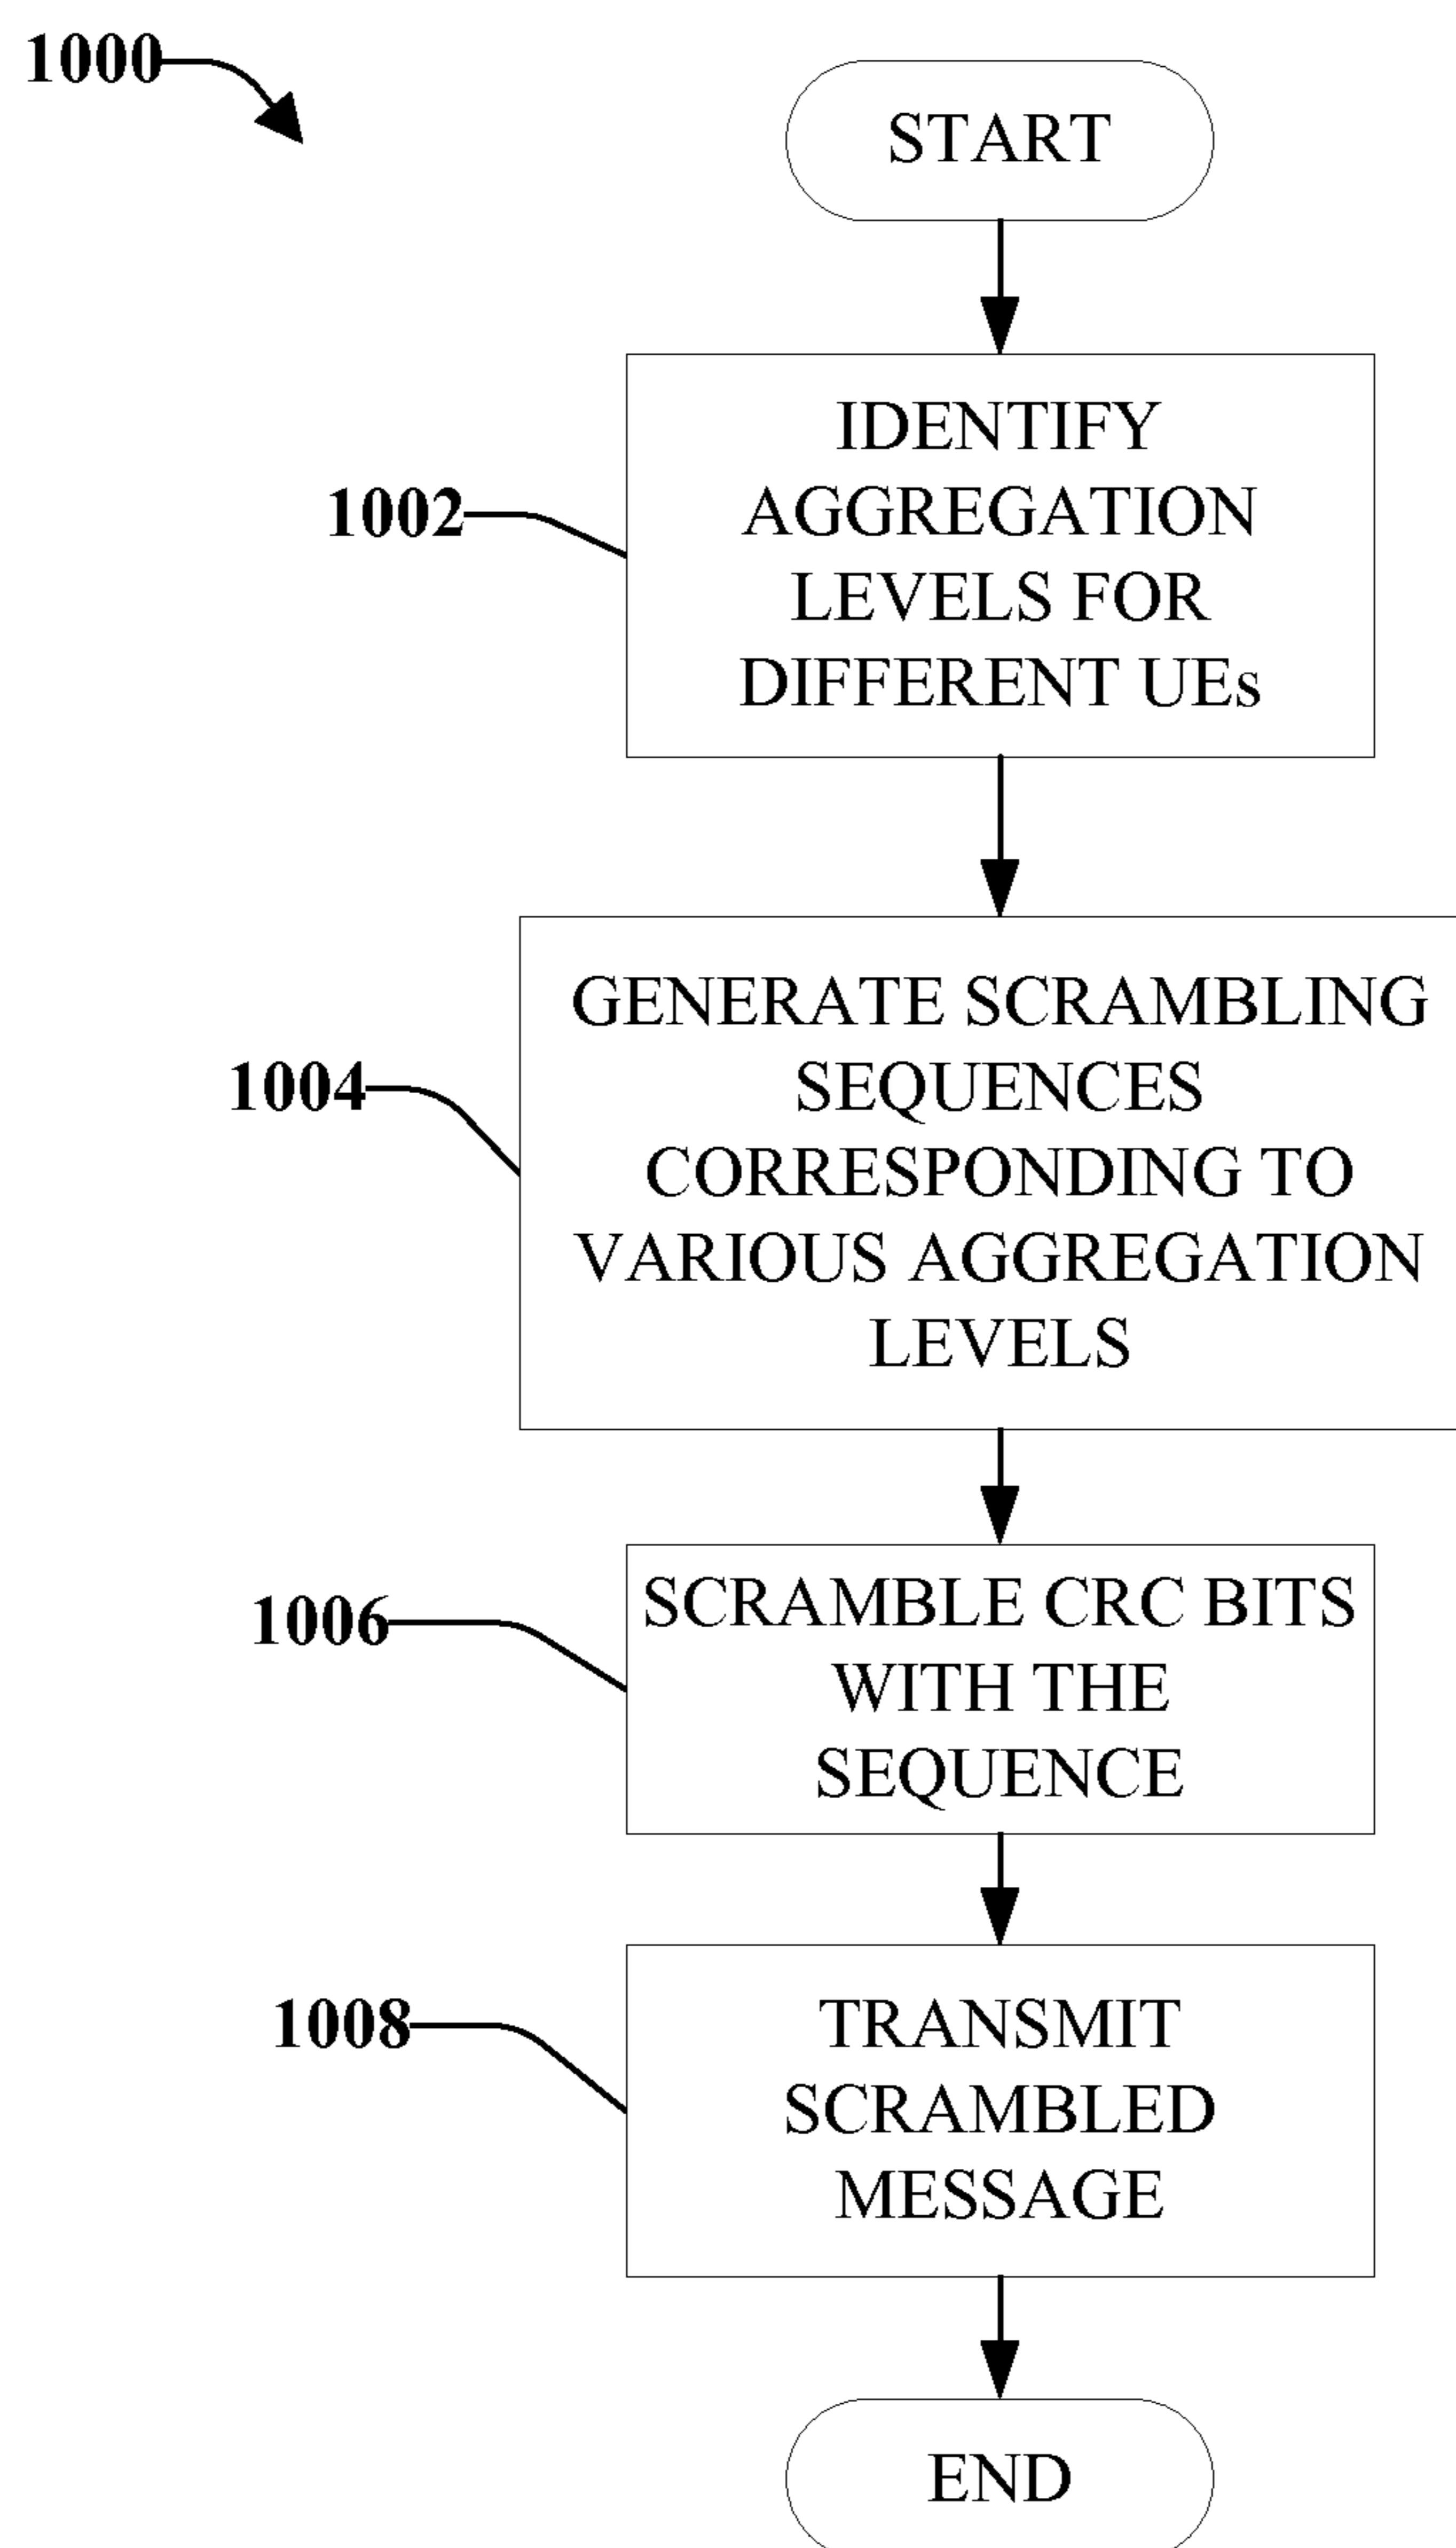 1000
START
1002
IDENTIFY
AGGREGATION
LEVELS FOR
DIFFERENT UEs
1004
GENERATE SCRAMBLING
SEQUENCES
CORRESPONDING TO
VARIOUS AGGREGATION
LEVELS
1006
SCRAMBLE CRC BITS
WITH THE
SEQUENCE
1008
TRANSMIT
SCRAMBLED
MESSAGE
END